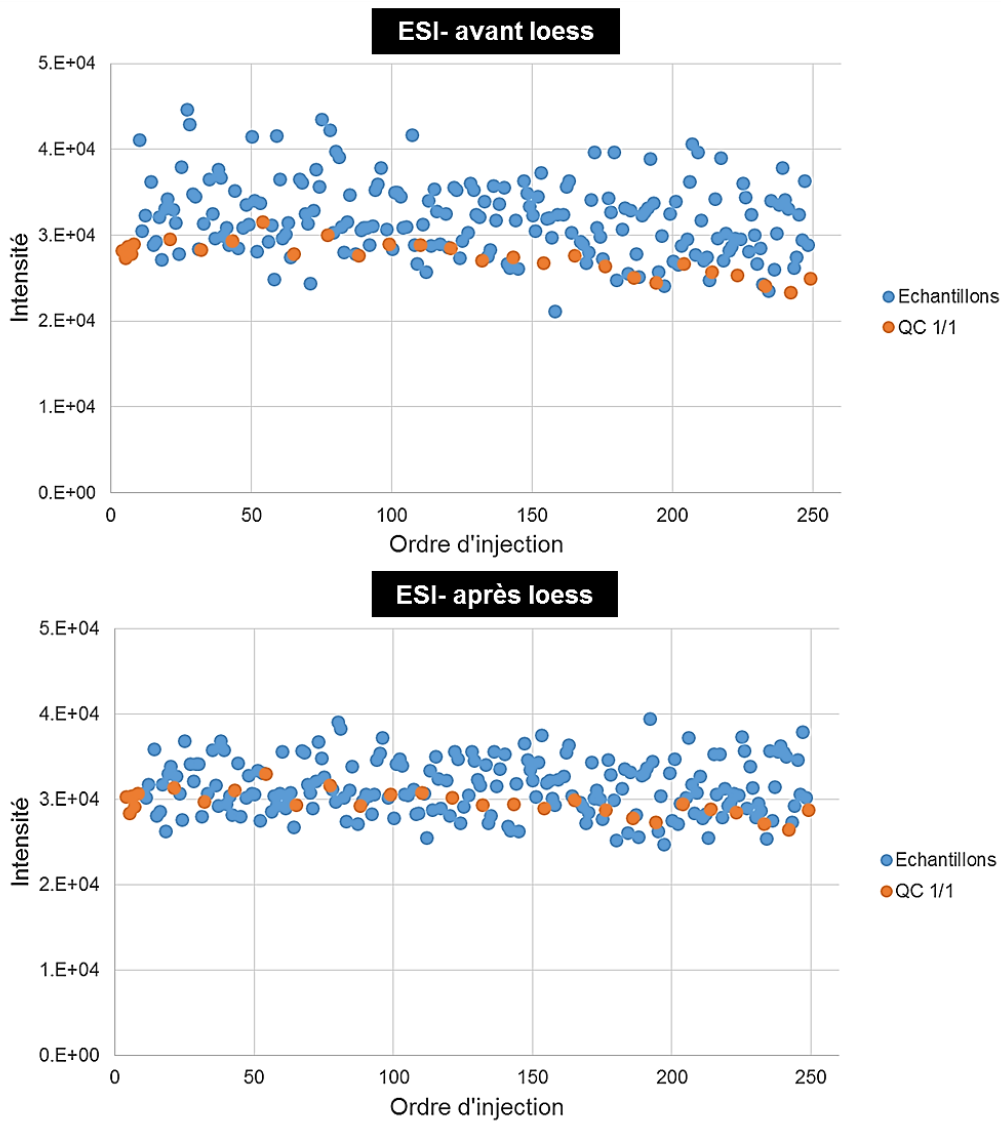 ESI- avant loess
5.E+04
4.E+04
3.E+04
2.E+04
1.E+04
0.E+00
Intensité
0 50 100 150 200 250
Ordre d'injection
Echantillons
QC 1/1
ESI- après loess
5.E+04
4.E+04
3.E+04
2.E+04
1.E+04
0.E+00
Intensité
0 50 100 150 200 250
Ordre d'injection
Echantillons
QC 1/1